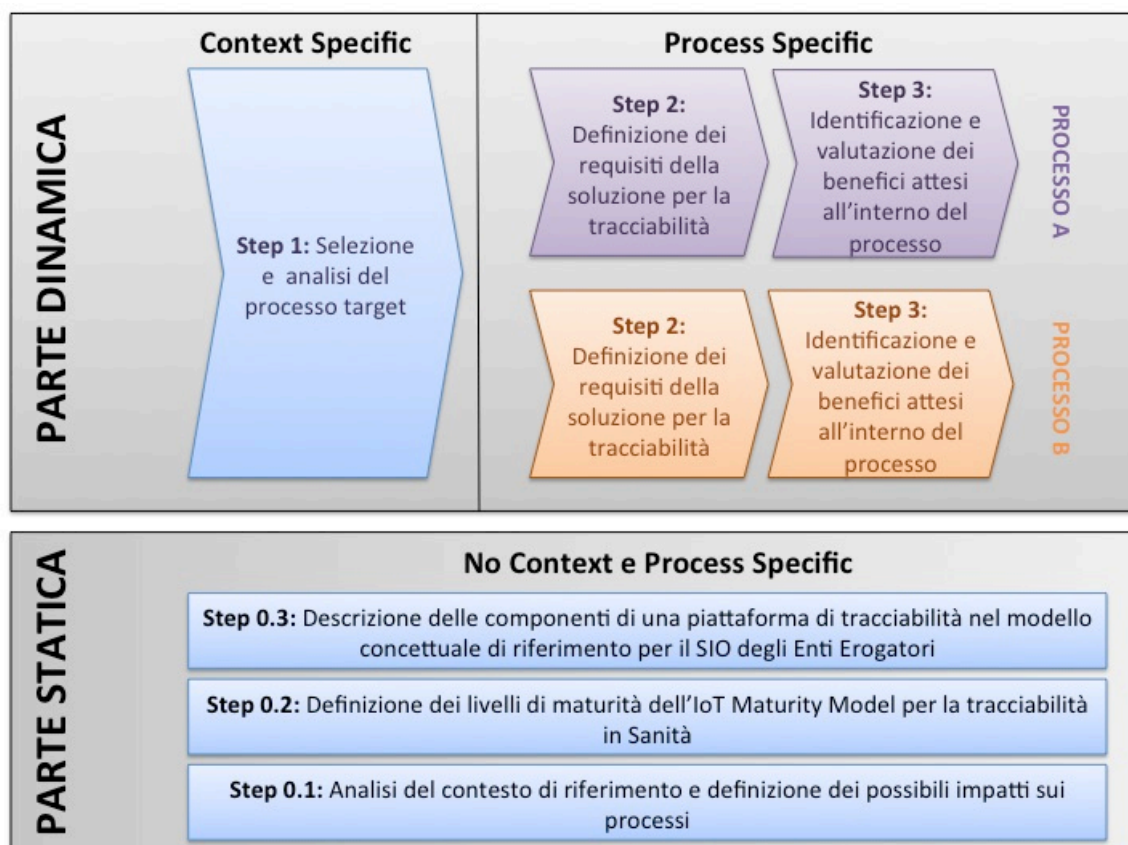 PARTE DINAMICA
Context Specific
Step 1: Selezione
e analisi del
processo target
Process Specific
Step 2:
Definizione dei
requisiti della
soluzione per la
tracciabilità
Step 3:
Identificazione e
valutazione dei
benefici attesi
all'interno del
processo
PROCESSO A
Step 2:
Definizione dei
requisiti della
soluzione per la
tracciabilità
Step 3:
Identificazione e
valutazione dei
benefici attesi
all'interno del
processo
PROCESSO B
PARTE STATICA
No Context e Process Specific
Step 0.3: Descrizione delle componenti di una piattaforma di tracciabilità nel modello
concettuale di riferimento per il SIO degli Enti Erogatori
Step 0.2: Definizione dei livelli di maturità dell'IoT Maturity Model per la tracciabilità
in Sanità
Step 0.1: Analisi del contesto di riferimento e definizione dei possibili impatti sui
processi